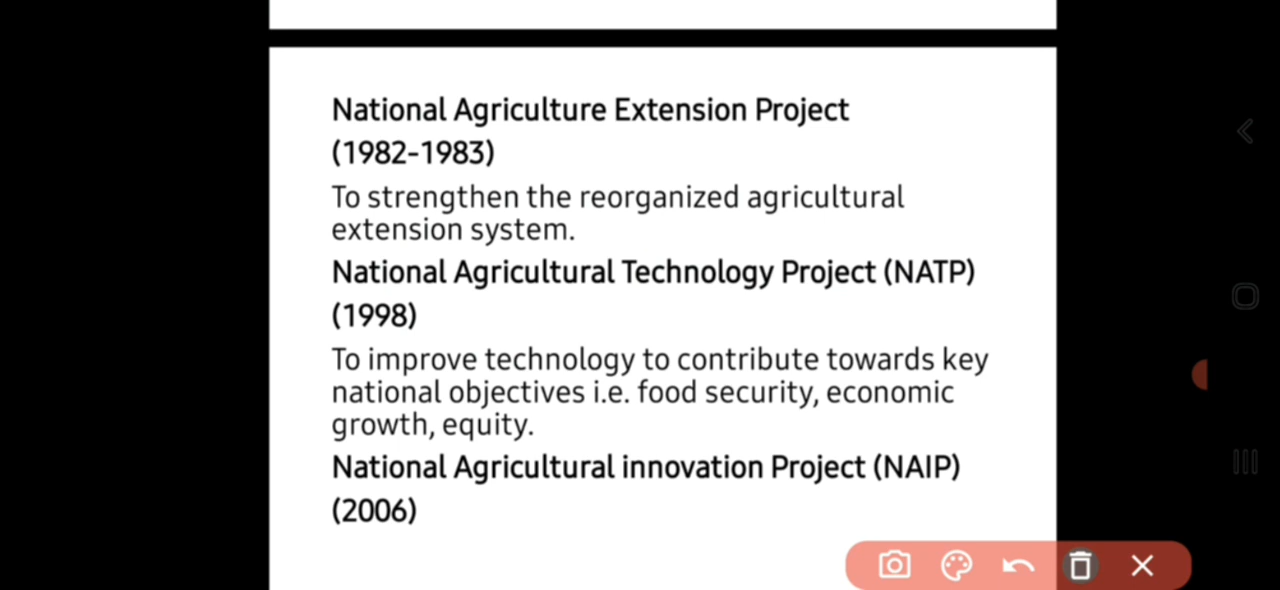 National Agriculture Extension Project
(1982-1983)
To strengthen the reorganized agricultural
extension system.
National Agricultural Technology Project (NATP)
(1998)
To improve technology to contribute towards key
national objectives i.e. food security, economic
growth, equity.
National Agricultural innovation Project (NAIP)
(2006)